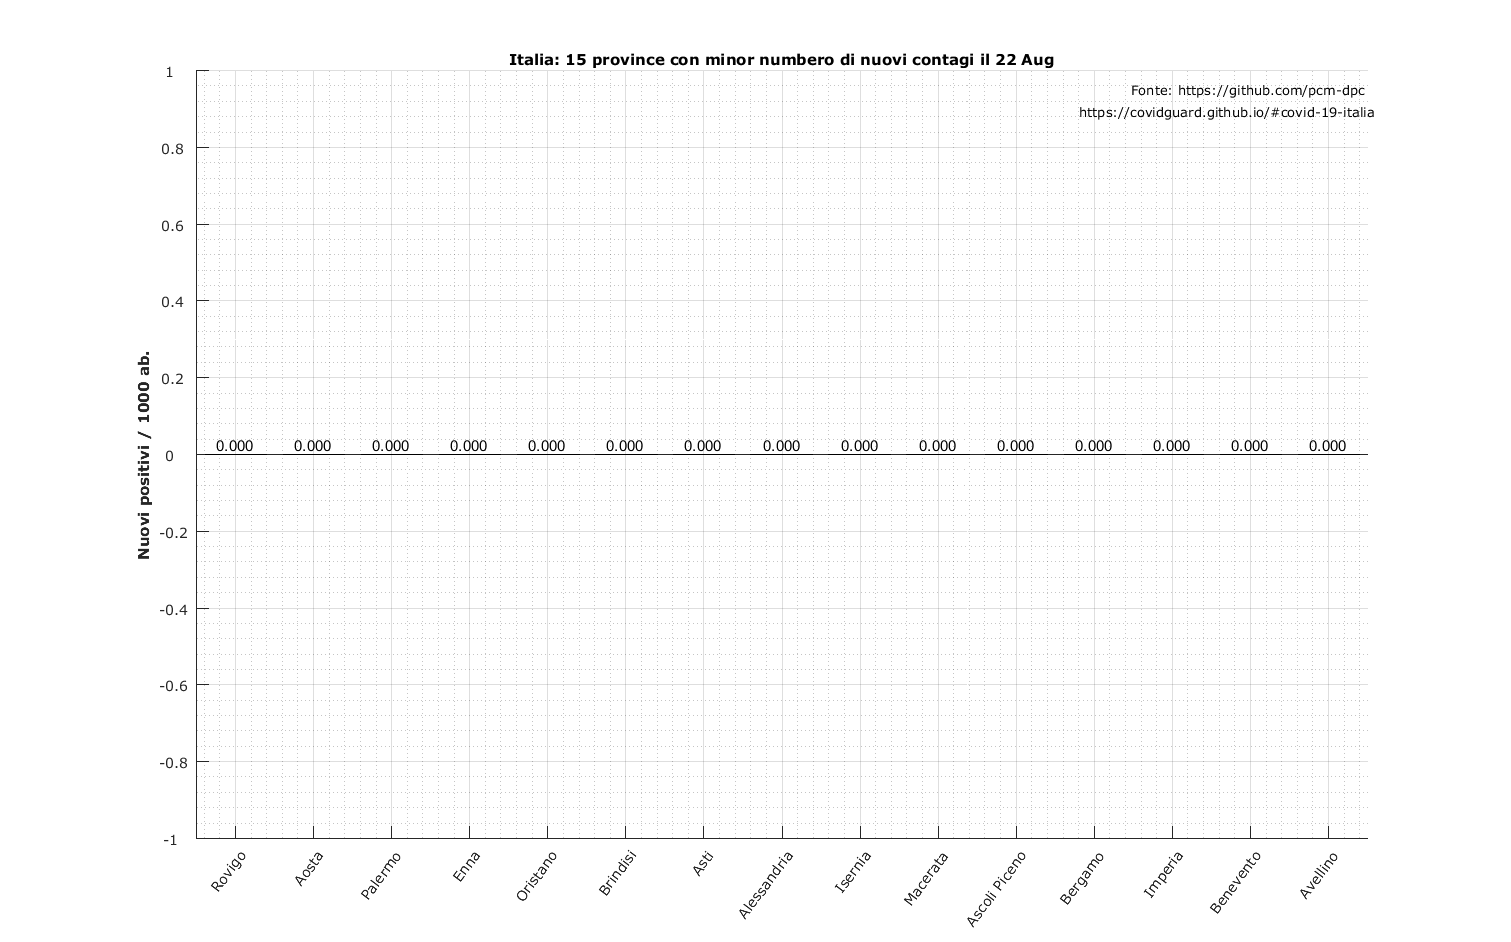 Italia: 15 province con minor numbero di nuovi contagi il 22 Aug
Fonte: https://github.com/pcm-dpc
https://covidguard.github.io/#covid-19-italia
Nuovi positivi / 1000 ab.
1
0.8
0.6
0.4
0.2
0
-0.2
-0.4
-0.6
-0.8
-1
0.000 0.000 0.000 0.000 0.000 0.000 0.000 0.000 0.000 0.000 0.000 0.000 0.000 0.000 0.000
Rovigo Aosta Palermo Enna Oristano Brindisi Asti Alessandria Isernia Macerata Ascoli Piceno Bergamo Imperia Benevento Avellino